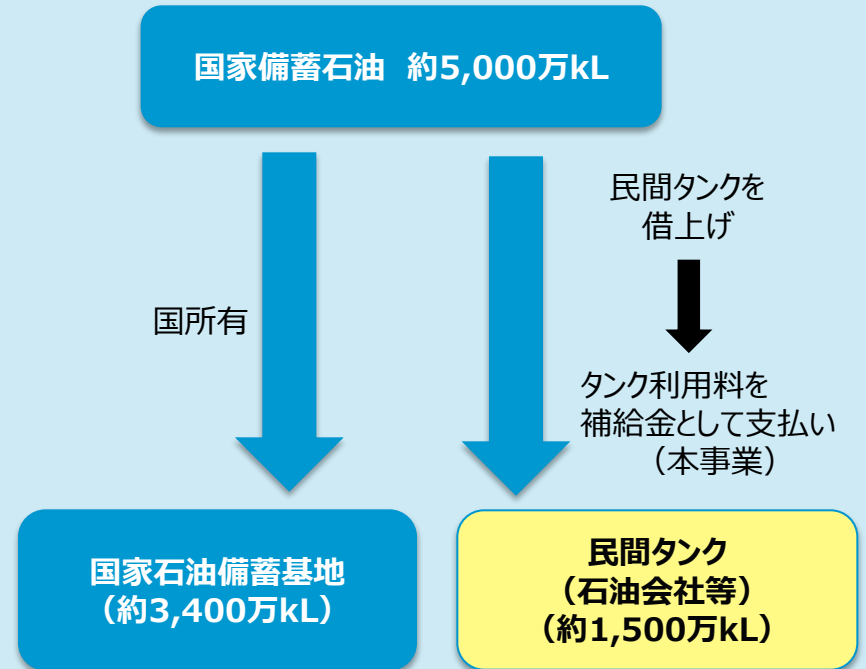 国家備蓄石油 約5,000万kL
民間タンクを
借上げ
国所有
タンク利用料を
補給金として支払い
（本事業）
国家石油備蓄基地
（約3,400万kL）
民間タンク
（石油会社等）
（約1,500万kL）